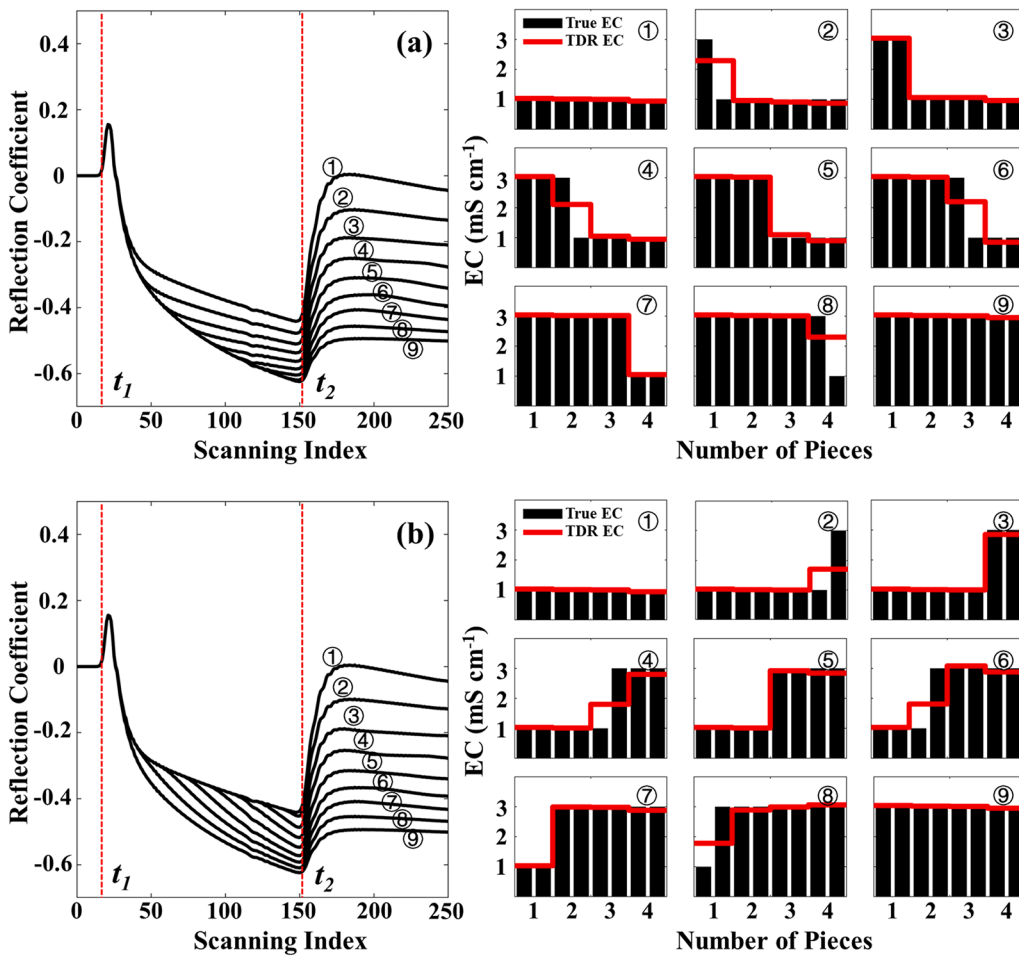 (a)
Reflection Coefficient
0.4
0.2
0
-0.2
-0.4
-0.6
① ② ③ ④ ⑤ ⑥ ⑦ ⑧ ⑨
t1 t2
0 50 100 150 200 250
Scanning Index
True EC
TDR EC
① ② ③
3
2
1
EC (mS cm-1)
④ ⑤ ⑥
3
2
1
⑦ ⑧ ⑨
3
2
1
1 2 3 4 1 2 3 4 1 2 3 4
Number of Pieces
(b)
Reflection Coefficient
0.4
0.2
0
-0.2
-0.4
-0.6
① ② ③ ④ ⑤ ⑥ ⑦ ⑧ ⑨
t1 t2
0 50 100 150 200 250
Scanning Index
True EC
TDR EC
① ② ③
3
2
1
EC (mS cm-1)
④ ⑤ ⑥
3
2
1
⑦ ⑧ ⑨
3
2
1
1 2 3 4 1 2 3 4 1 2 3 4
Number of Pieces